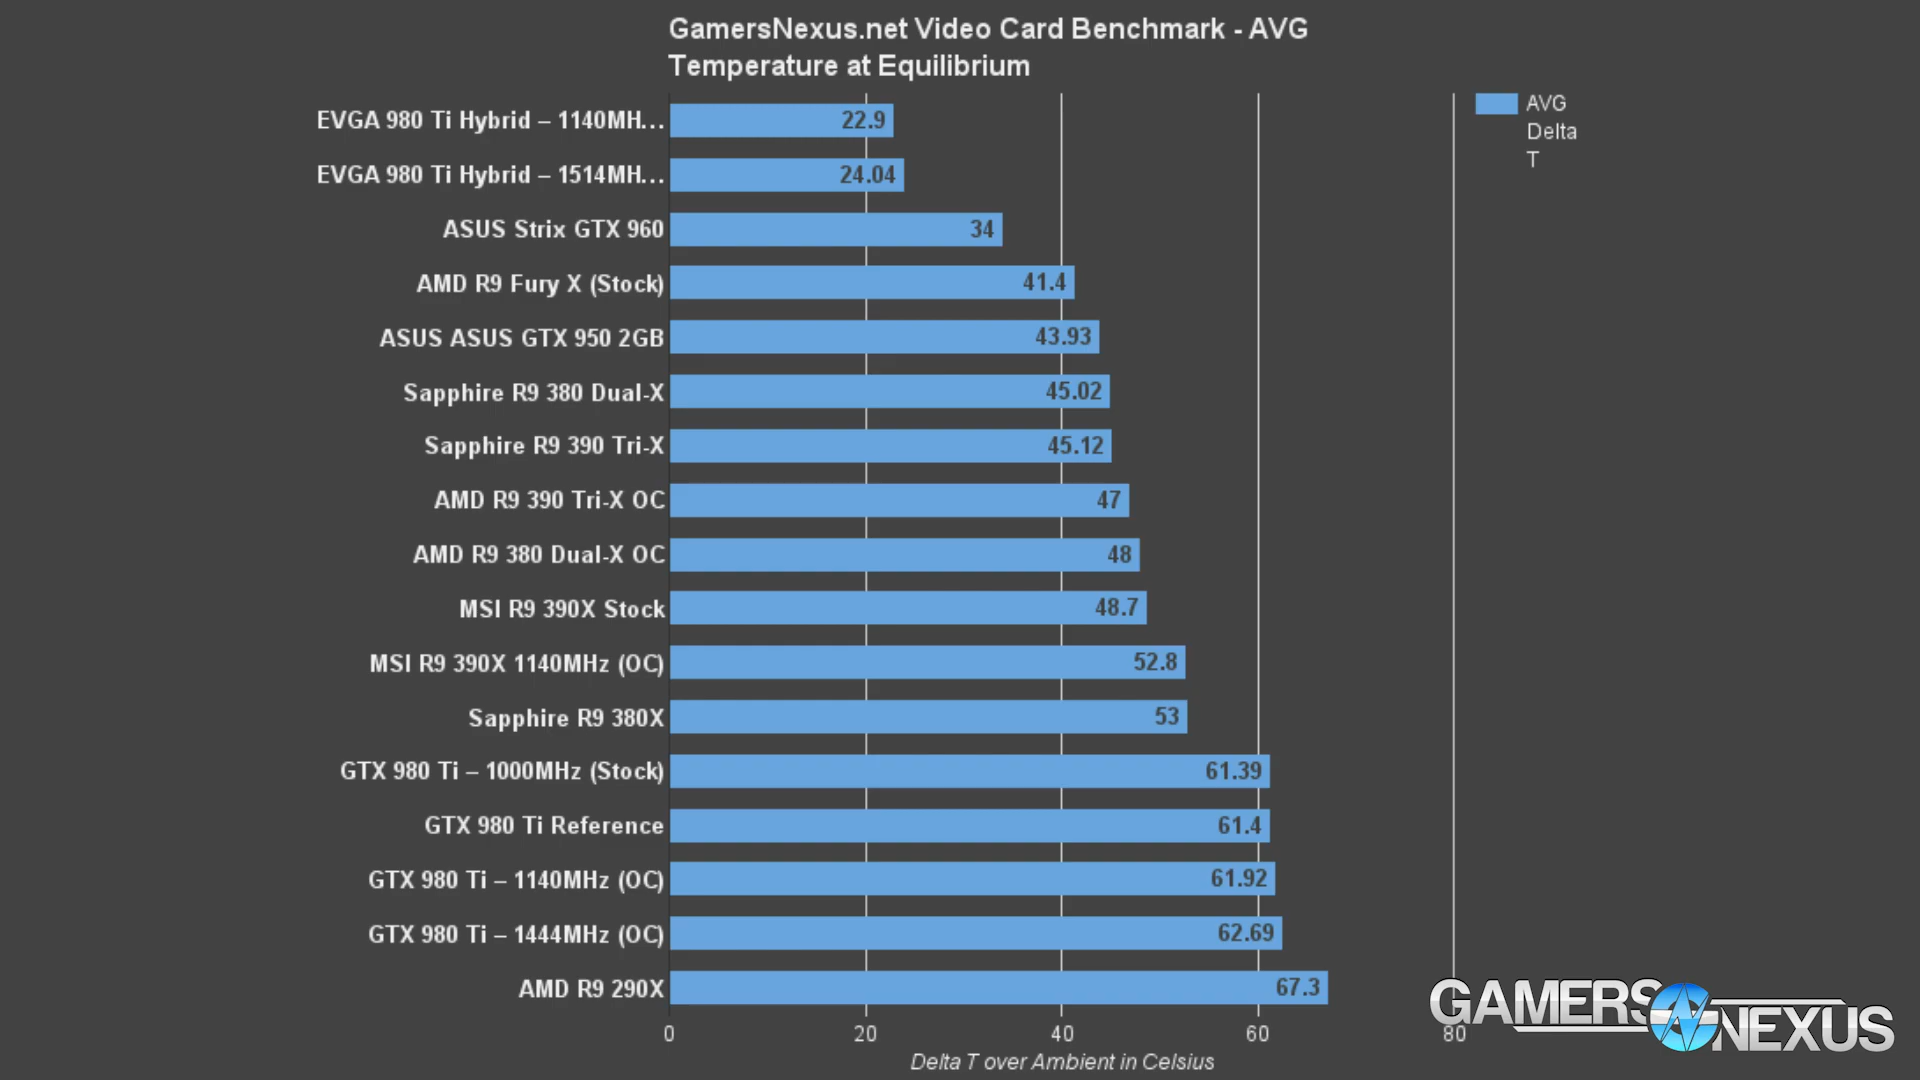 GamersNexus.net Video Card Benchmark - AVG
Temperature at Equilibrium
AVG
Delta
T
EVGA 980 Ti Hybrid – 1140MH... 22.9
EVGA 980 Ti Hybrid – 1514MH... 24.04
ASUS Strix GTX 960 34
AMD R9 Fury X (Stock) 41.4
ASUS ASUS GTX 950 2GB 43.93
Sapphire R9 380 Dual-X 45.02
Sapphire R9 390 Tri-X 45.12
AMD R9 390 Tri-X OC 47
AMD R9 380 Dual-X OC 48
MSI R9 390X Stock 48.7
MSI R9 390X 1140MHz (OC) 52.8
Sapphire R9 380X 53
GTX 980 Ti – 1000MHz (Stock) 61.39
GTX 980 Ti Reference 61.4
GTX 980 Ti – 1140MHz (OC) 61.92
GTX 980 Ti – 1444MHz (OC) 62.69
AMD R9 290X 67.3
0 20 40 60 80
Delta T over Ambient in Celsius
GAMERS NEXUS